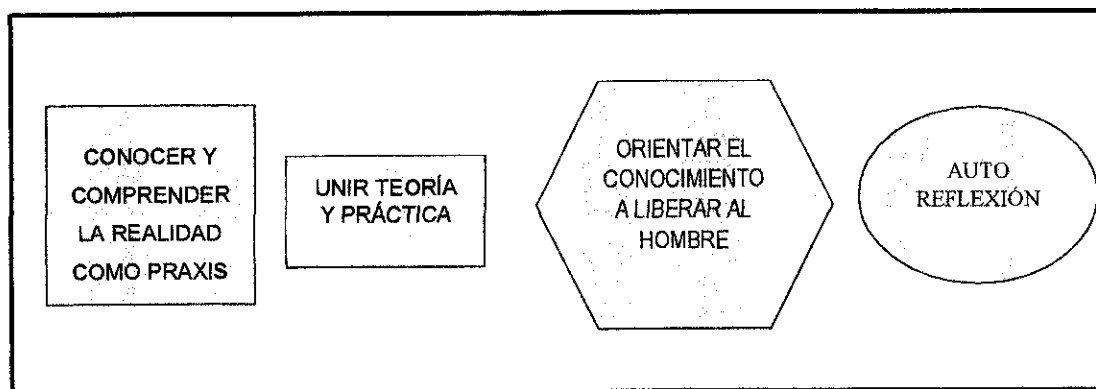 CONOCER Y
COMPRENDER
LA REALIDAD
COMO PRAXIS
UNIR TEORÍA
Y PRÁCTICA
ORIENTAR EL
CONOCIMIENTO
A LIBERAR AL
HOMBRE
AUTO
REFLEXIÓN